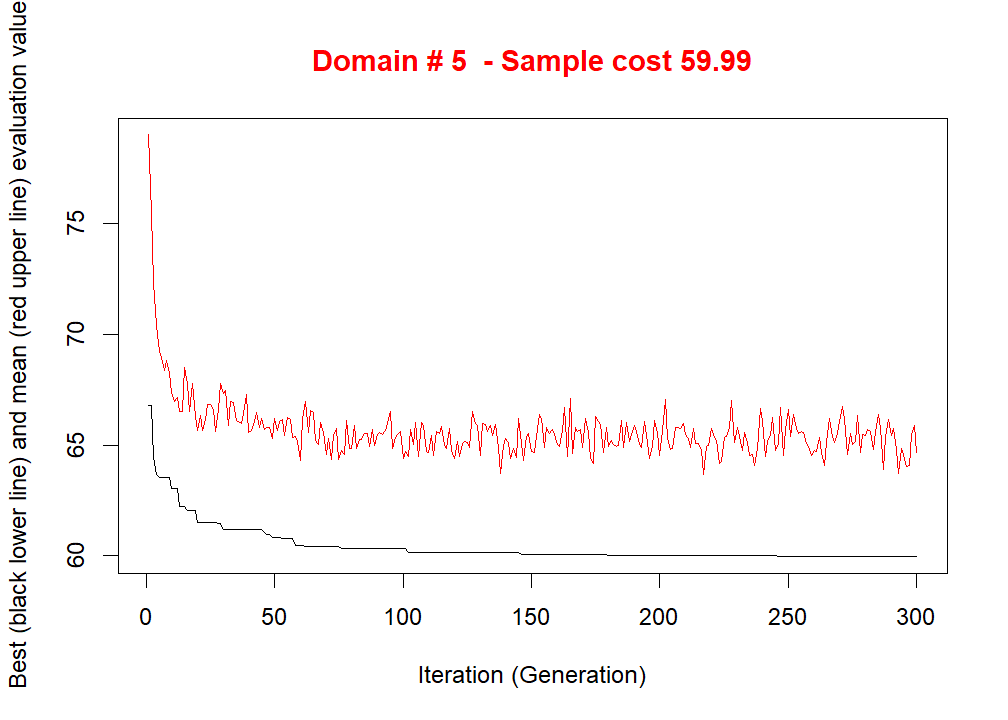 Domain # 5  - Sample cost 59.99
Best (black lower line) and mean (red upper line) evaluation value
75
70
65
60
0 50 100 150 200 250 300
Iteration (Generation)